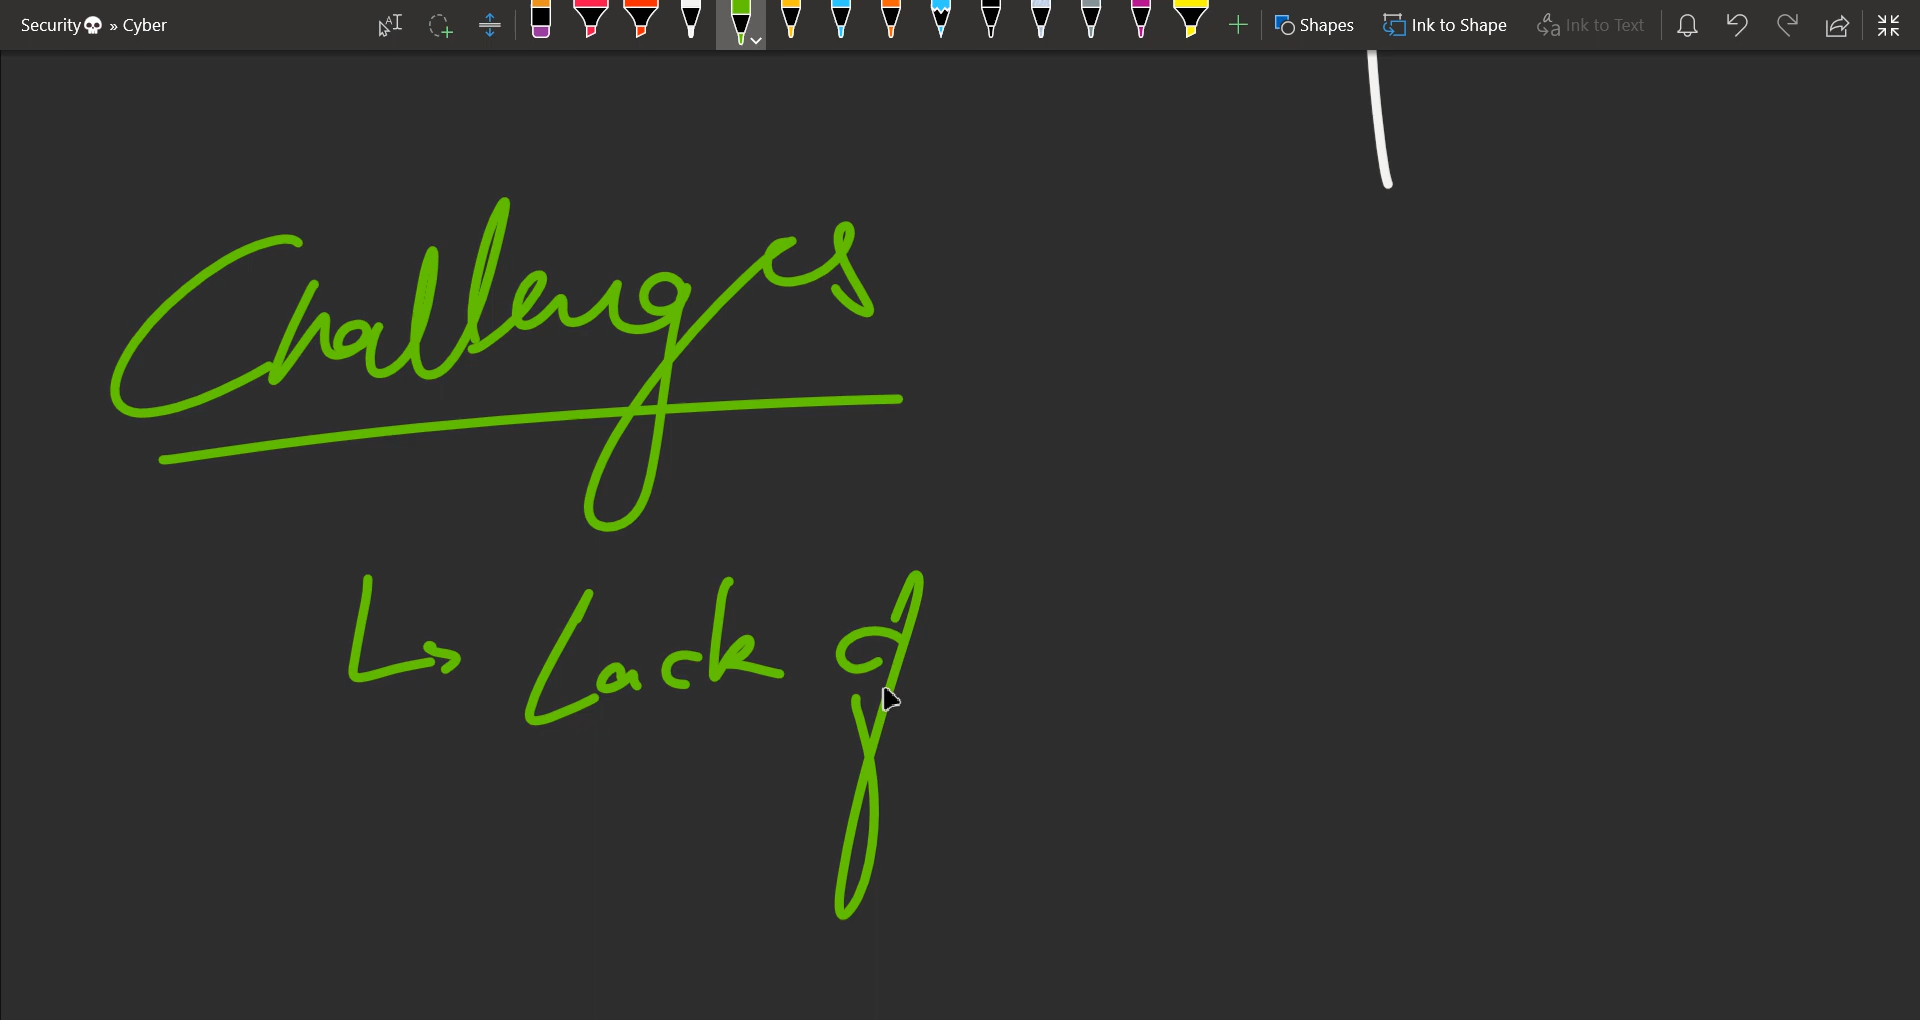 Security💀 » Cyber
Shapes
Ink to Shape
Ink to Text
Challenges
↳ Lack of